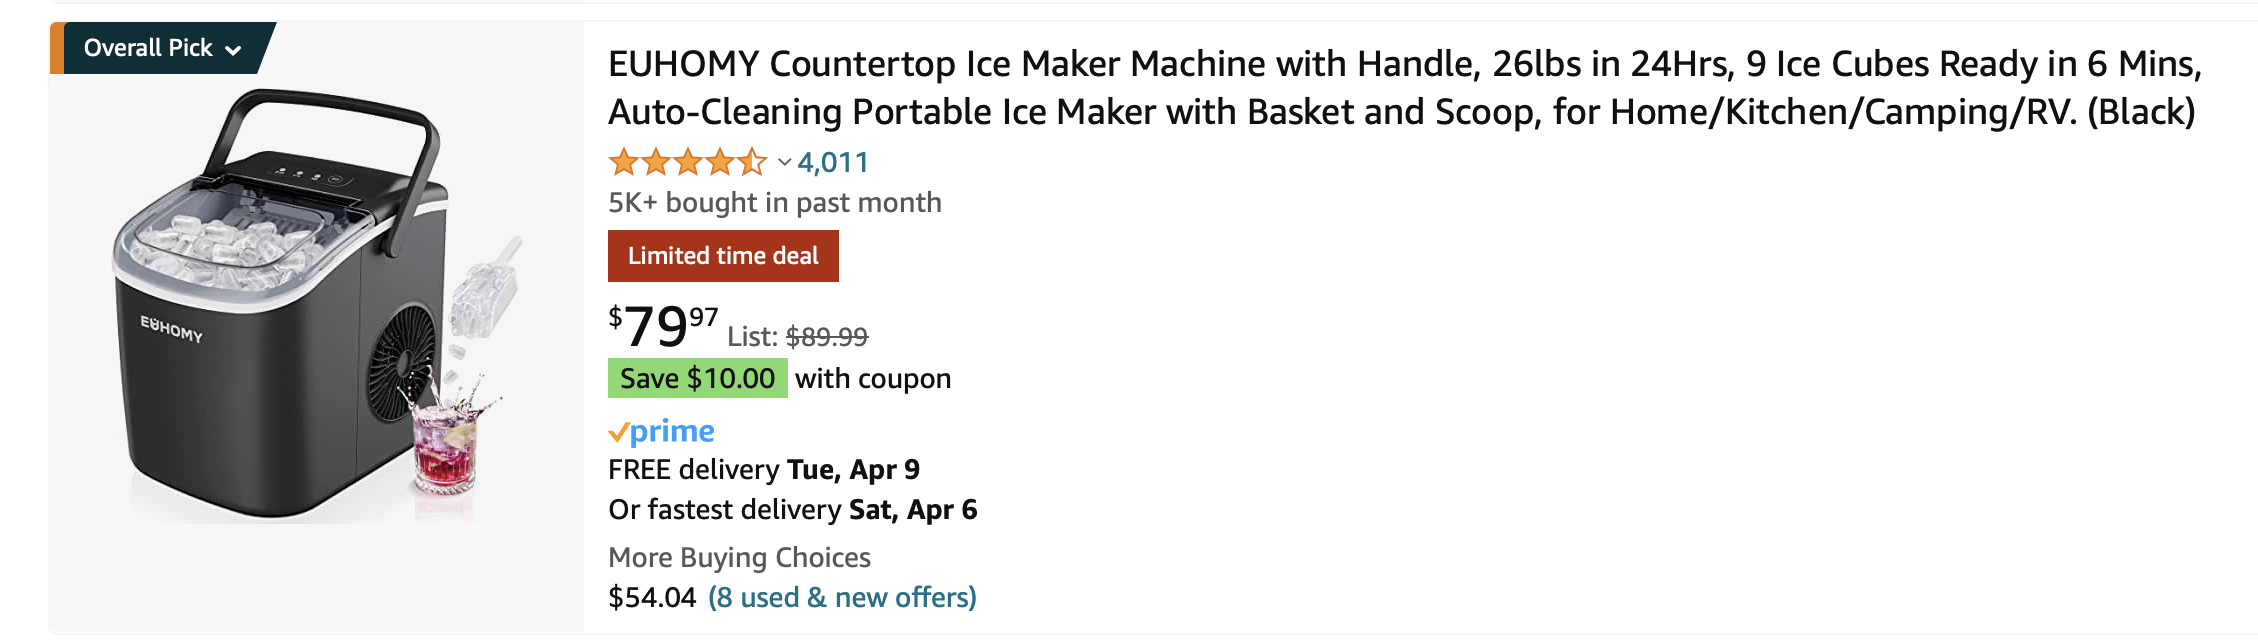 Overall Pick
EUHOMY
EUHOMY Countertop Ice Maker Machine with Handle, 26lbs in 24Hrs, 9 Ice Cubes Ready in 6 Mins,
Auto-Cleaning Portable Ice Maker with Basket and Scoop, for Home/Kitchen/Camping/RV. (Black)
4,011
5K+ bought in past month
Limited time deal
$79.97 List: $89.99
Save $10.00 with coupon
prime
FREE delivery Tue, Apr 9
Or fastest delivery Sat, Apr 6
More Buying Choices
$54.04 (8 used & new offers)